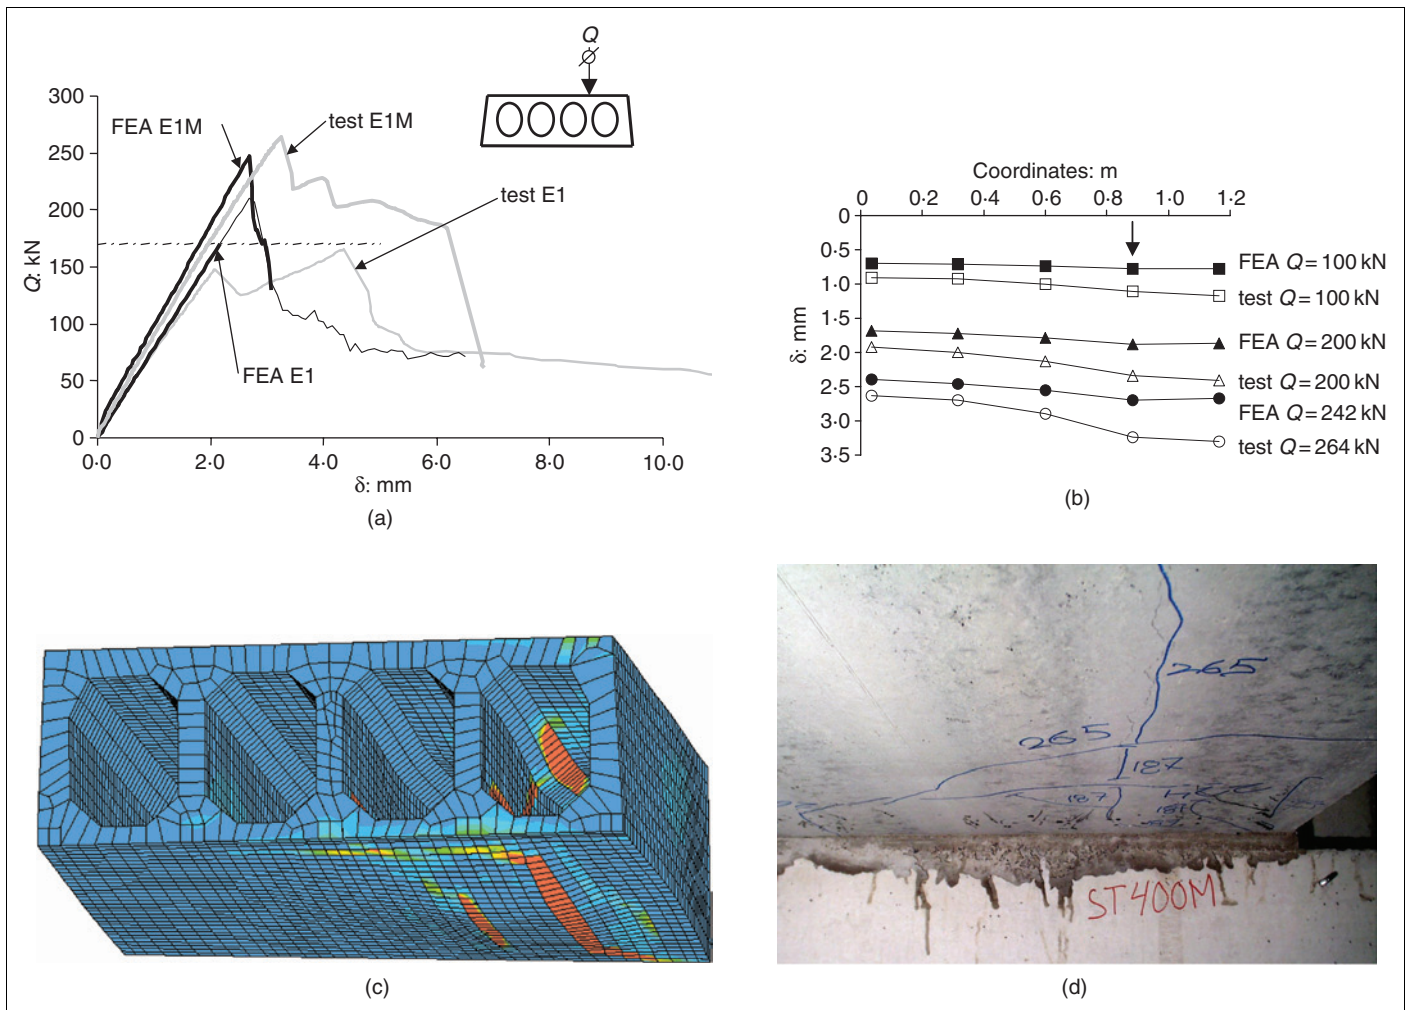 Q
Q: kN
300
250
200
150
100
50
0
FEA E1M
test E1M
test E1
FEA E1
0·0
2·0
4·0
6·0
8·0
10·0
δ: mm
(a)
Coordinates: m
0
0·2
0·4
0·6
0·8
1·0
1·2
0
0·5
1·0
1·5
2·0
2·5
3·0
3·5
δ: mm
FEA Q = 100 kN
test Q = 100 kN
FEA Q = 200 kN
test Q = 200 kN
FEA Q = 242 kN
test Q = 264 kN
(b)
(c)
265
265
187
187
ST400M
(d)